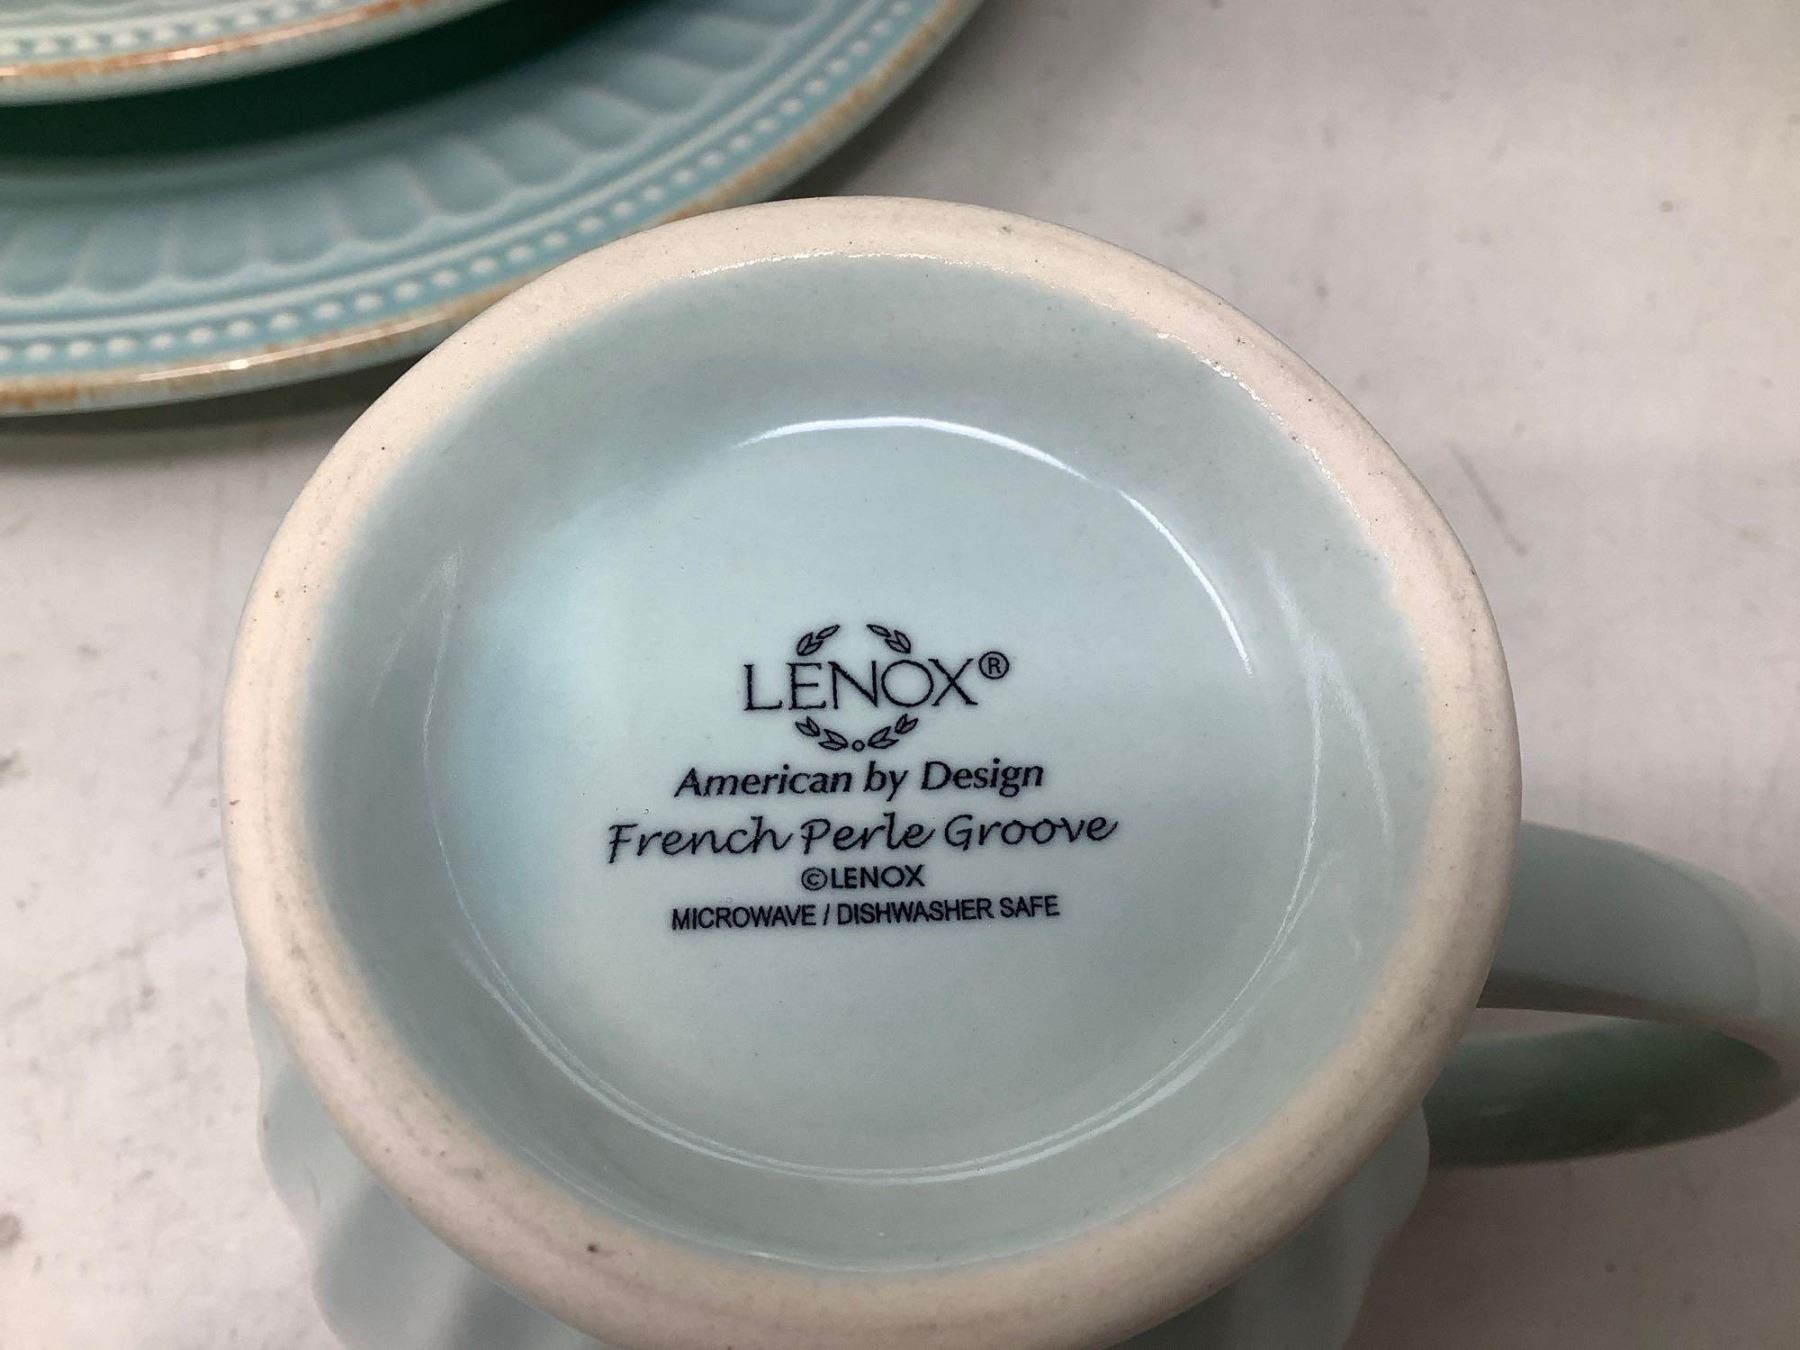 LENOX®
American by Design
French Perle Groove
©LENOX
MICROWAVE / DISHWASHER SAFE